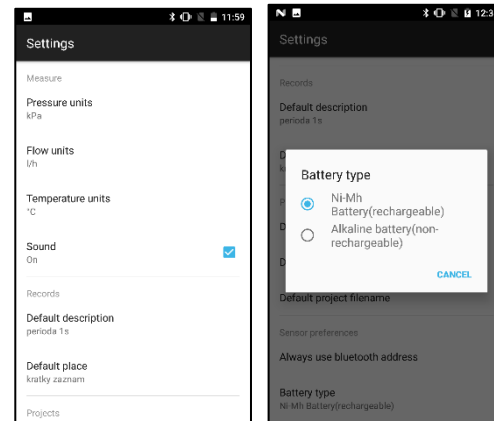 11:59
Settings
Measure
Pressure units
kPa
Flow units
l/h
Temperature units
°C
Sound
On
Records
Default description
perioda 1s
Default place
kratky zaznam
Projects
12:3
Settings
Records
Default description
perioda 1s
Battery type
Ni-Mh
Battery(rechargeable)
Alkaline battery(non-
rechargeable)
CANCEL
Default project filename
Sensor preferences
Always use bluetooth address
Battery type
Ni-Mh Battery(rechargeable)